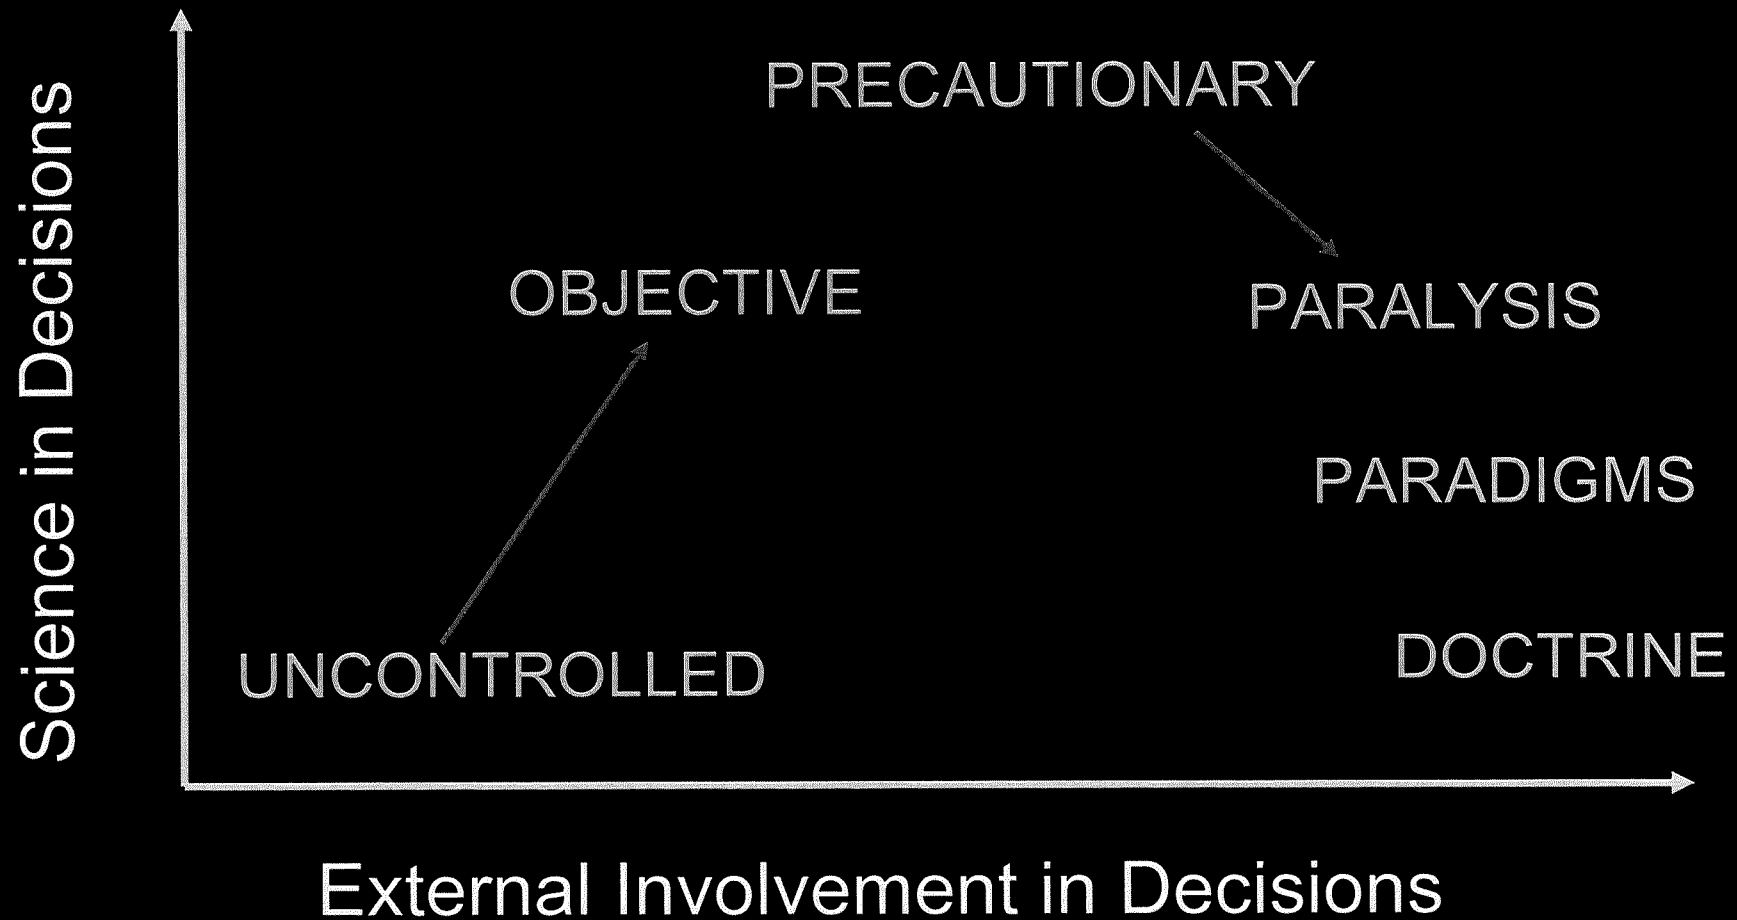 Science in Decisions
PRECAUTIONARY
OBJECTIVE
PARALYSIS
PARADIGMS
UNCONTROLLED
DOCTRINE
External Involvement in Decisions